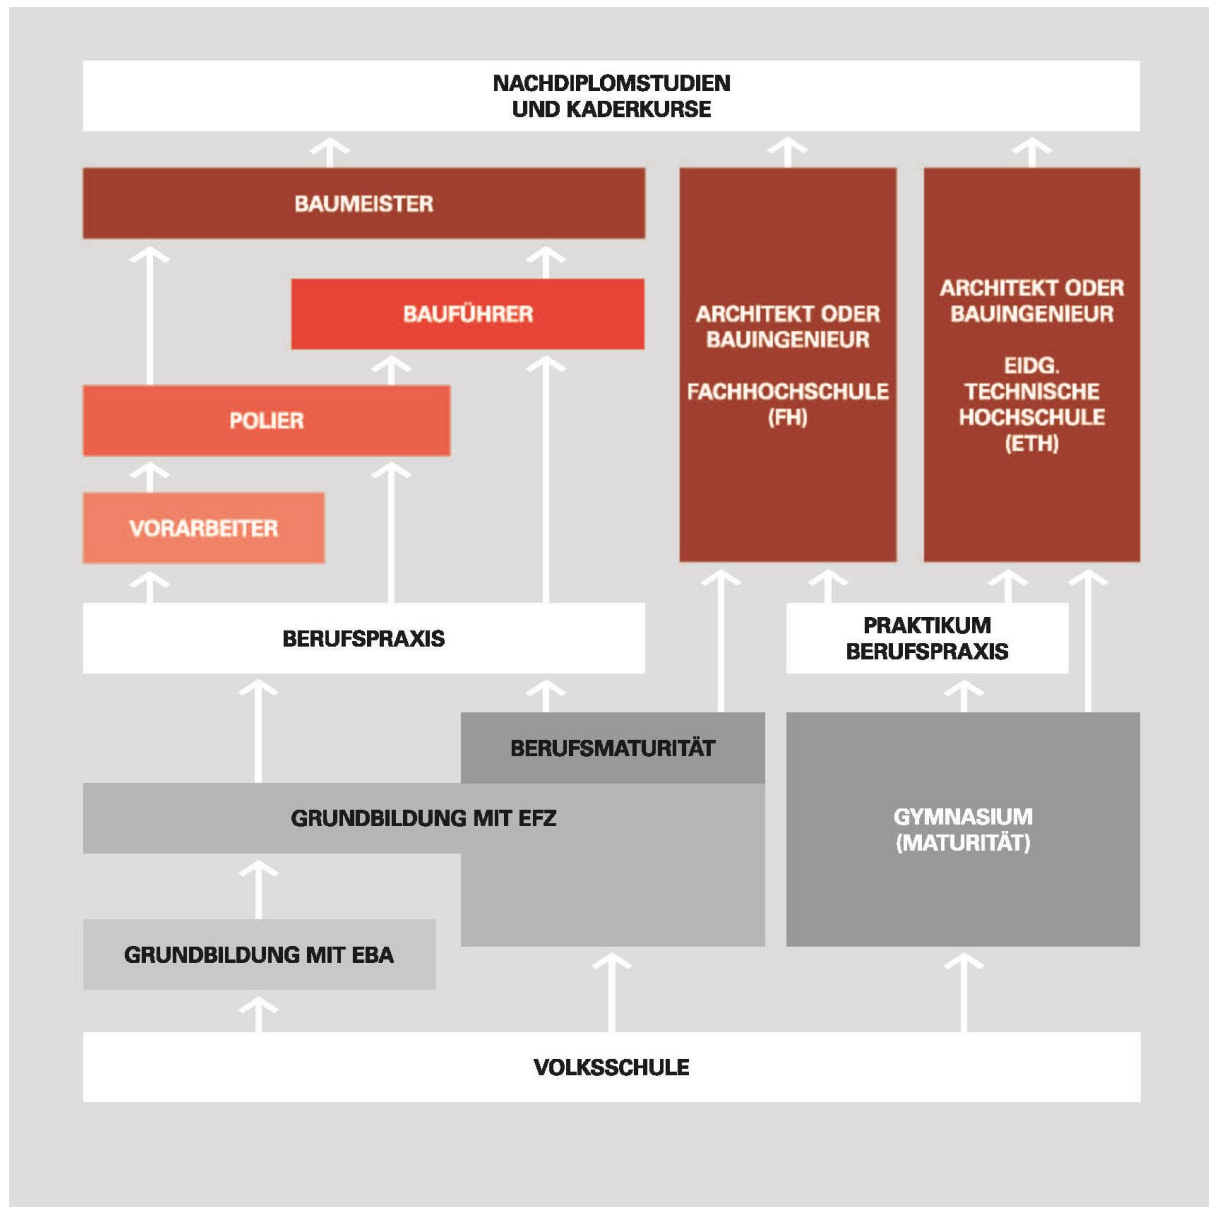 NACHDIPLOMSTUDIEN
UND KADERKURSE
BAUMEISTER
BAUFÜHRER
POLIER
VORARBEITER
ARCHITEKT ODER
BAUINGENIEUR
FACHHOCHSCHULE
(FH)
ARCHITEKT ODER
BAUINGENIEUR
EIDG.
TECHNISCHE
HOCHSCHULE
(ETH)
BERUFSPRAXIS
PRAKTIKUM
BERUFSPRAXIS
BERUFSMATURITÄT
GRUNDBILDUNG MIT EFZ
GYMNASIUM
(MATURITÄT)
GRUNDBILDUNG MIT EBA
VOLKSSCHULE